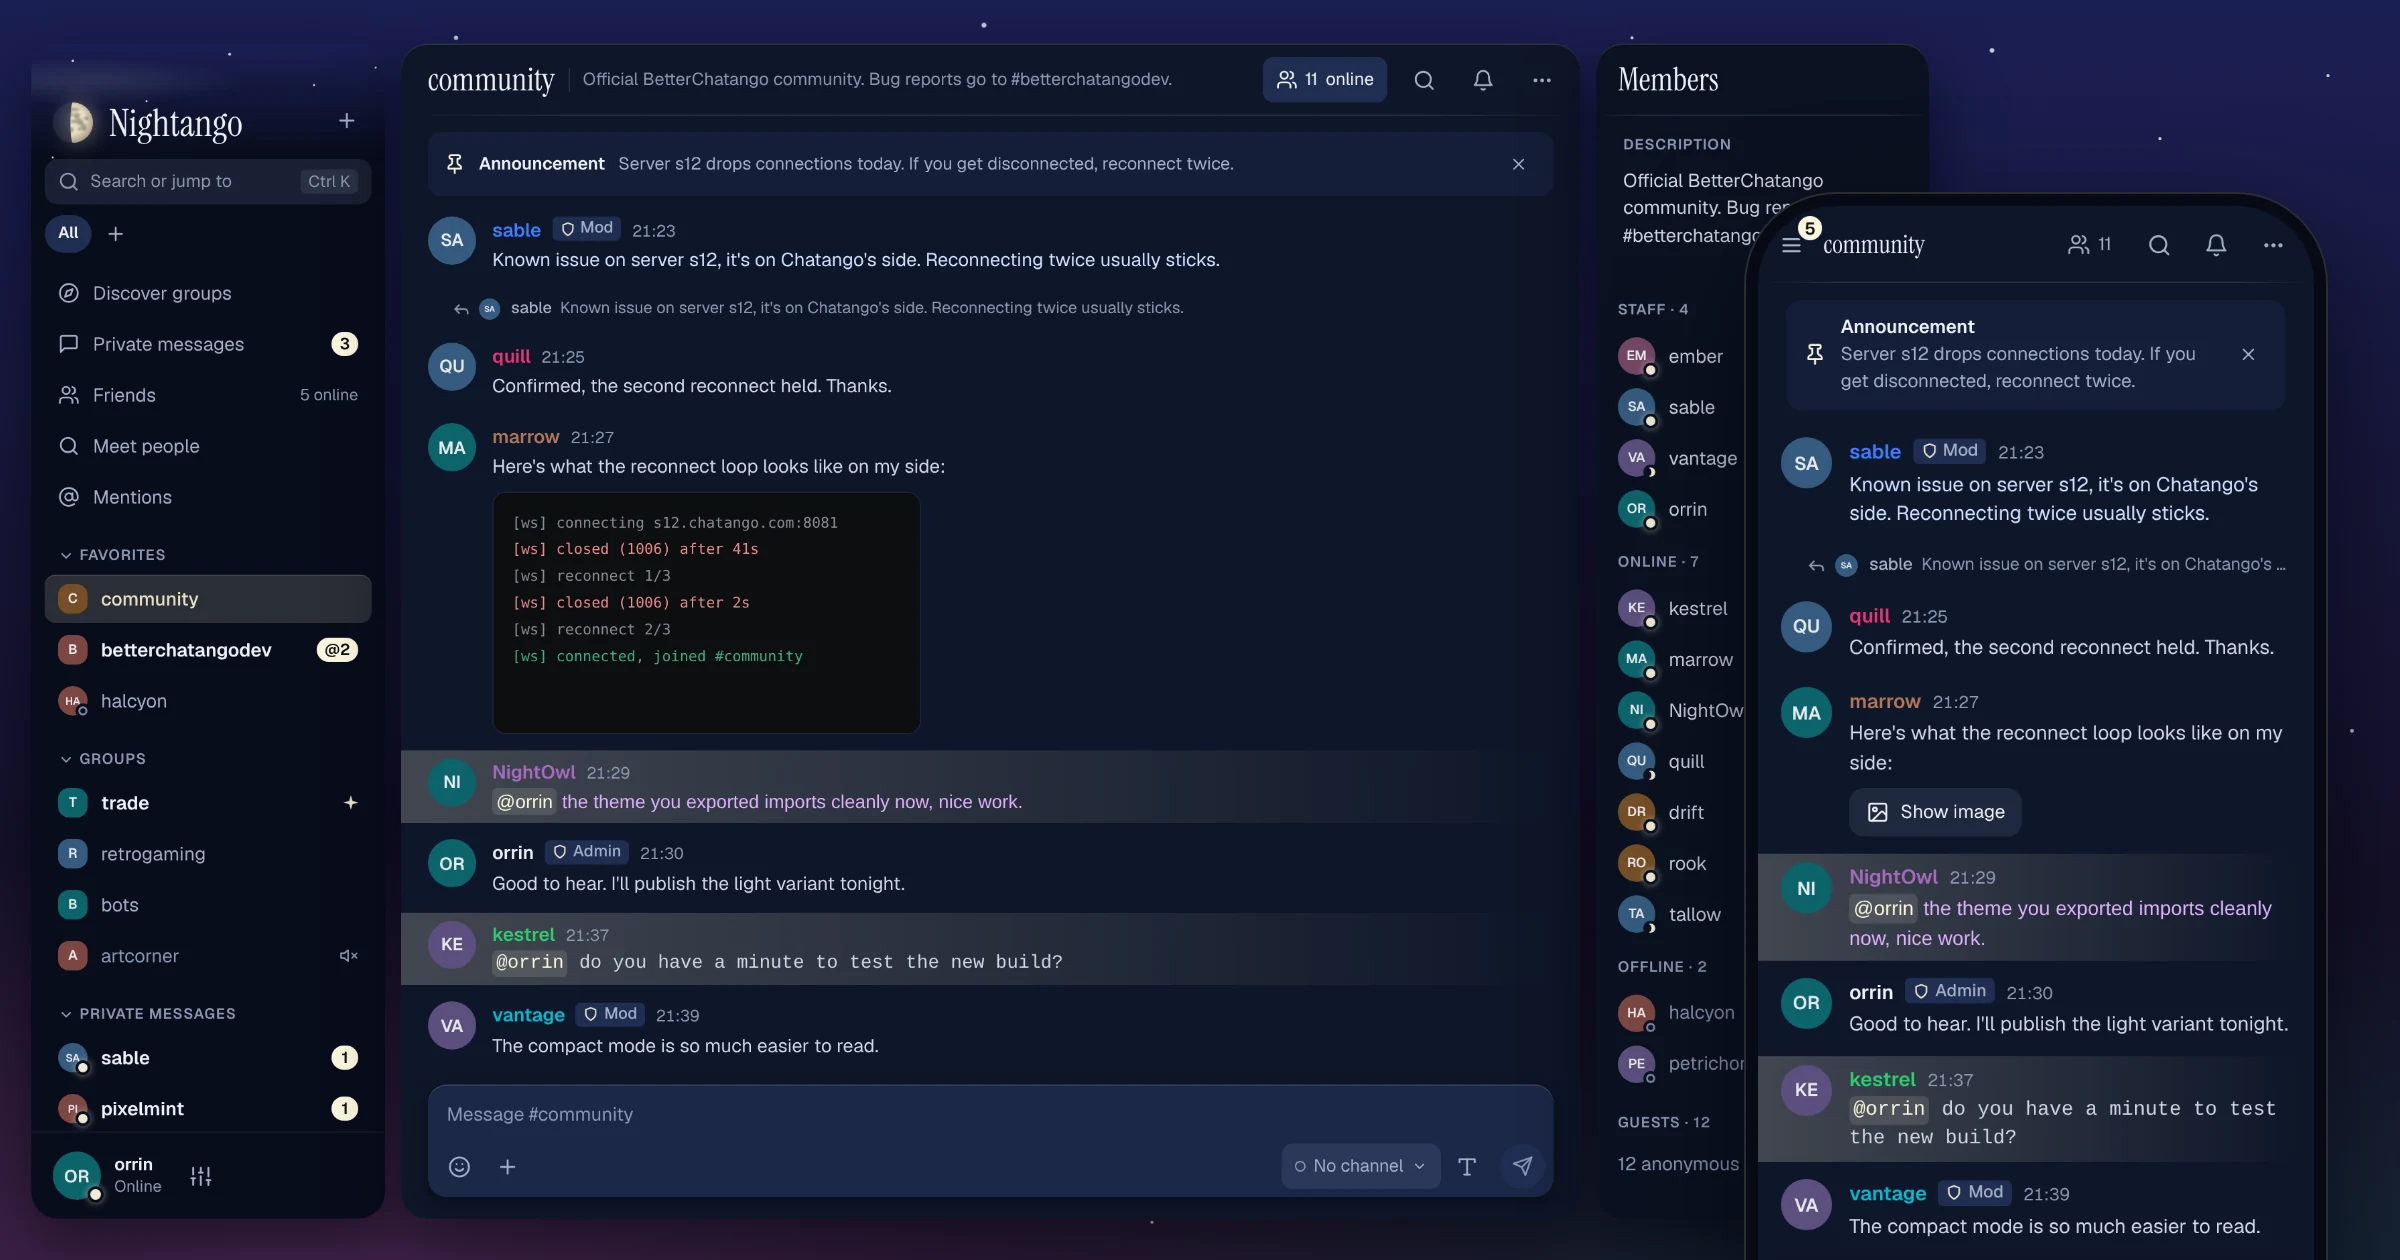 Nightango
Search or jump to
Ctrl K
All
Discover groups
Private messages
3
Friends
5 online
Meet people
Mentions
FAVORITES
C
community
B
betterchatangodev
@2
HA
halcyon
GROUPS
T
trade
R
retrogaming
B
bots
A
artcorner
PRIVATE MESSAGES
SA
sable
1
PI
pixelmint
1
OR
orrin
Online
community
Official BetterChatango community. Bug reports go to #betterchatangodev.
11 online
Announcement Server s12 drops connections today. If you get disconnected, reconnect twice.
SA
sable Mod 21:23
Known issue on server s12, it's on Chatango's side. Reconnecting twice usually sticks.
SA sable Known issue on server s12, it's on Chatango's side. Reconnecting twice usually sticks.
QU
quill 21:25
Confirmed, the second reconnect held. Thanks.
MA
marrow 21:27
Here's what the reconnect loop looks like on my side:
[ws] connecting s12.chatango.com:8081
[ws] closed (1006) after 41s
[ws] reconnect 1/3
[ws] closed (1006) after 2s
[ws] reconnect 2/3
[ws] connected, joined #community
NI
NightOwl 21:29
@orrin the theme you exported imports cleanly now, nice work.
OR
orrin Admin 21:30
Good to hear. I'll publish the light variant tonight.
KE
kestrel 21:37
@orrin do you have a minute to test the new build?
VA
vantage Mod 21:39
The compact mode is so much easier to read.
Message #community
No channel
Members
DESCRIPTION
Official BetterChatango
community. Bug rep
#betterchatango
STAFF · 4
EM
ember
SA
sable
VA
vantage
OR
orrin
ONLINE · 7
KE
kestrel
MA
marrow
NI
NightOw
QU
quill
DR
drift
RO
rook
TA
tallow
OFFLINE · 2
HA
halcyon
PE
petrichor
GUESTS · 12
12 anonymous
5
community
11
Announcement
Server s12 drops connections today. If you
get disconnected, reconnect twice.
SA
sable Mod 21:23
Known issue on server s12, it's on Chatango's
side. Reconnecting twice usually sticks.
SA sable Known issue on server s12, it's on Chatango's ...
QU
quill 21:25
Confirmed, the second reconnect held. Thanks.
MA
marrow 21:27
Here's what the reconnect loop looks like on my
side:
Show image
NI
NightOwl 21:29
@orrin the theme you exported imports cleanly
now, nice work.
OR
orrin Admin 21:30
Good to hear. I'll publish the light variant tonight.
KE
kestrel 21:37
@orrin do you have a minute to test
the new build?
VA
vantage Mod 21:39
The compact mode is so much easier to read.